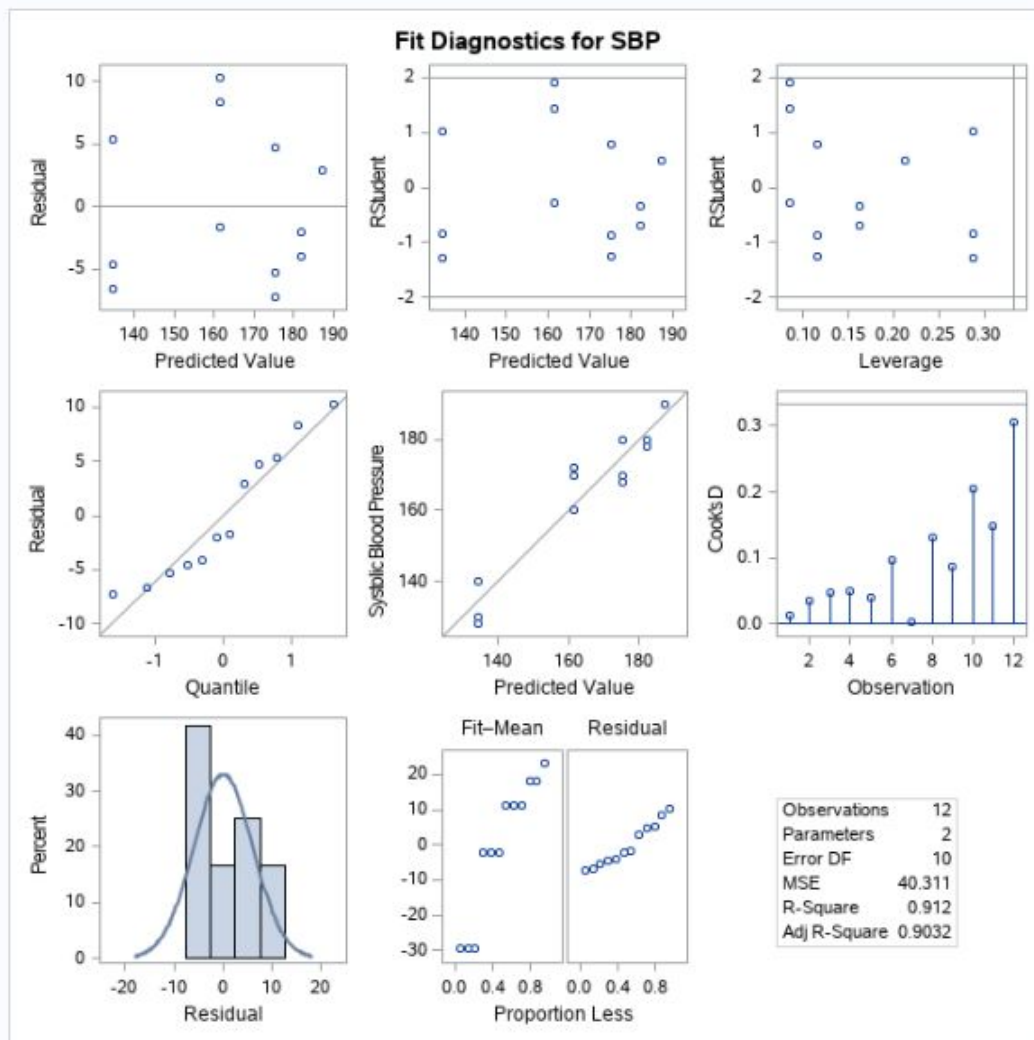 Fit Diagnostics for SBP
10
5
0
-5
Residual
140 150 160 170 180 190
Predicted Value
2
1
0
-1
-2
RStudent
140 150 160 170 180 190
Predicted Value
2
1
0
-1
-2
RStudent
0.10 0.15 0.20 0.25 0.30
Leverage
10
5
0
-5
-10
Residual
-1 0 1
Quantile
180
160
140
Systolic Blood Pressure
140 160 180
Predicted Value
0.3
0.2
0.1
0.0
Cook's D
2 4 6 8 10 12
Observation
40
30
20
10
0
Percent
-20 -10 0 10 20
Residual
Fit–Mean Residual
20
10
0
-10
-20
-30
0.0 0.4 0.8 0.0 0.4 0.8
Proportion Less
Observations 12
Parameters 2
Error DF 10
MSE 40.311
R-Square 0.912
Adj R-Square 0.9032